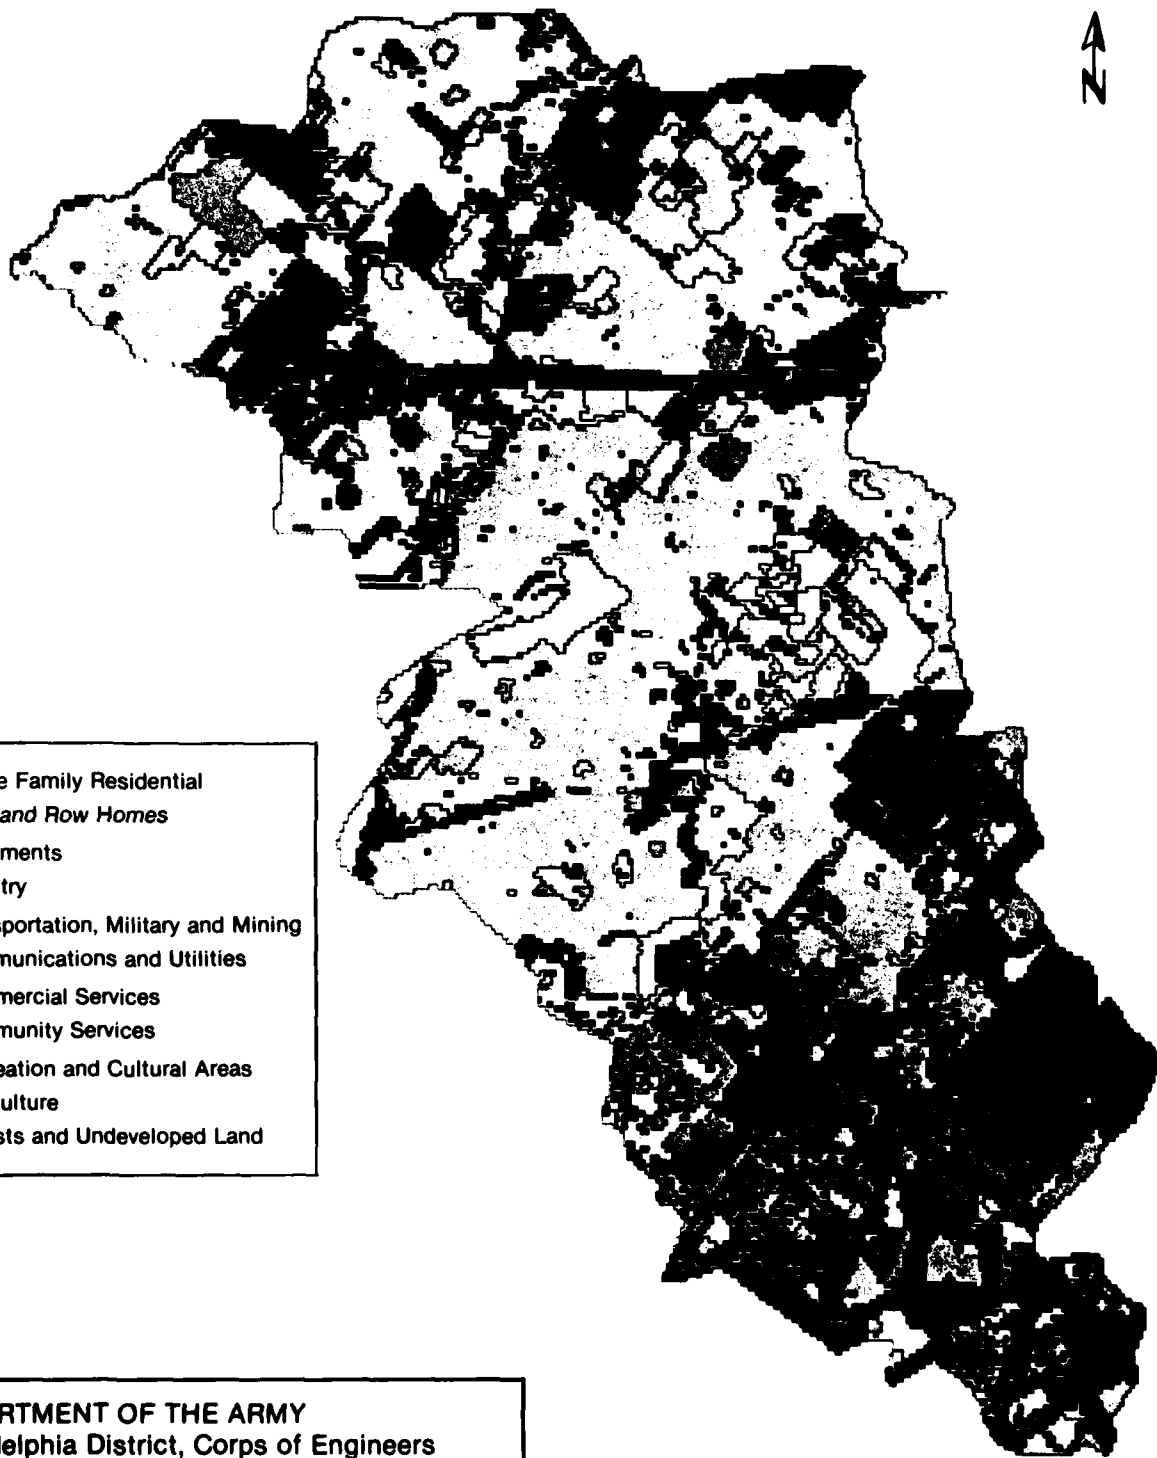 N
e Family Residential
and Row Homes
ments
try
sportation, Military and Mining
munications and Utilities
mercial Services
munity Services
eation and Cultural Areas
ulture
sts and Undeveloped Land
RTMENT OF THE ARMY
lelphia District, Corps of Engineers